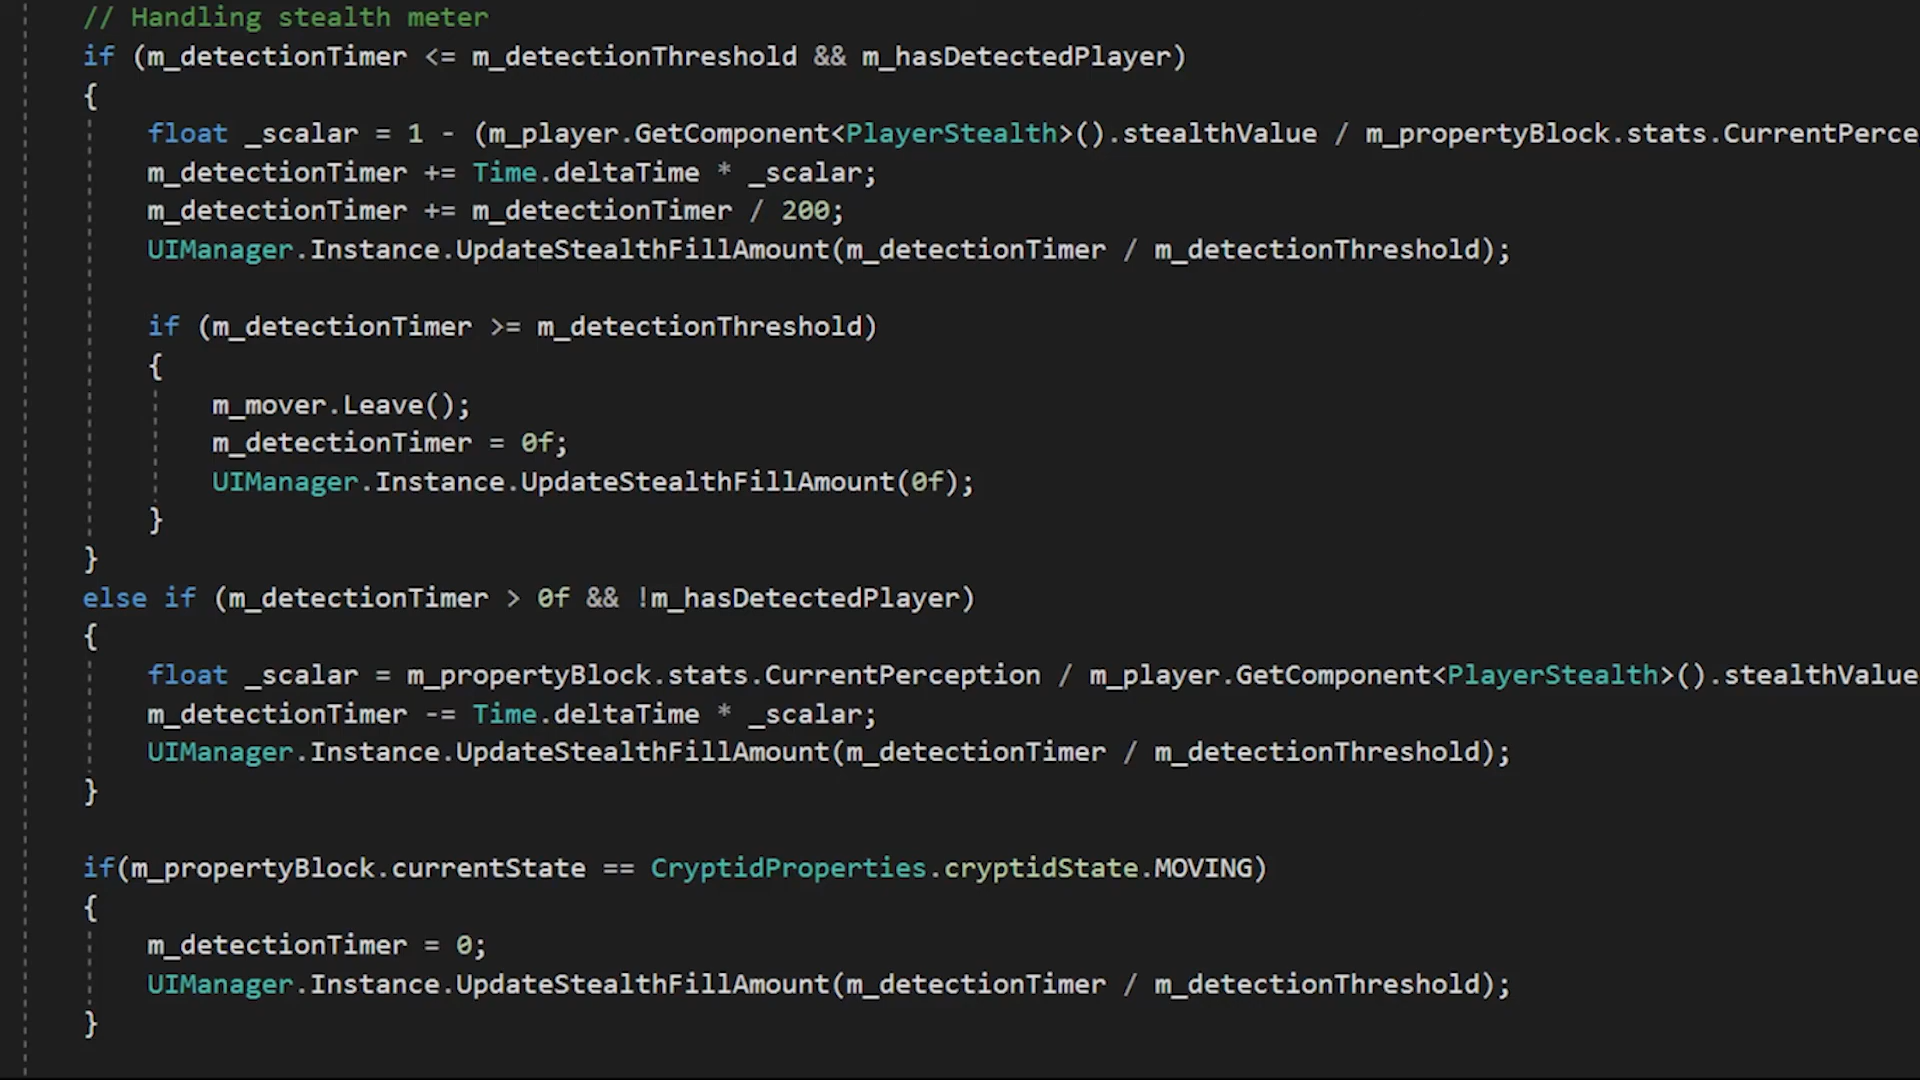 // Handling stealth meter
if (m_detectionTimer <= m_detectionThreshold && m_hasDetectedPlayer)
{
float _scalar = 1 - (m_player.GetComponent<PlayerStealth>().stealthValue / m_propertyBlock.stats.CurrentPerce
m_detectionTimer += Time.deltaTime * _scalar;
m_detectionTimer += m_detectionTimer / 200;
UIManager.Instance.UpdateStealthFillAmount(m_detectionTimer / m_detectionThreshold);
if (m_detectionTimer >= m_detectionThreshold)
{
m_mover.Leave();
m_detectionTimer = 0f;
UIManager.Instance.UpdateStealthFillAmount(0f);
}
}
else if (m_detectionTimer > 0f && !m_hasDetectedPlayer)
{
float _scalar = m_propertyBlock.stats.CurrentPerception / m_player.GetComponent<PlayerStealth>().stealthValue
m_detectionTimer -= Time.deltaTime * _scalar;
UIManager.Instance.UpdateStealthFillAmount(m_detectionTimer / m_detectionThreshold);
}
if(m_propertyBlock.currentState == CryptidProperties.cryptidState.MOVING)
{
m_detectionTimer = 0;
UIManager.Instance.UpdateStealthFillAmount(m_detectionTimer / m_detectionThreshold);
}